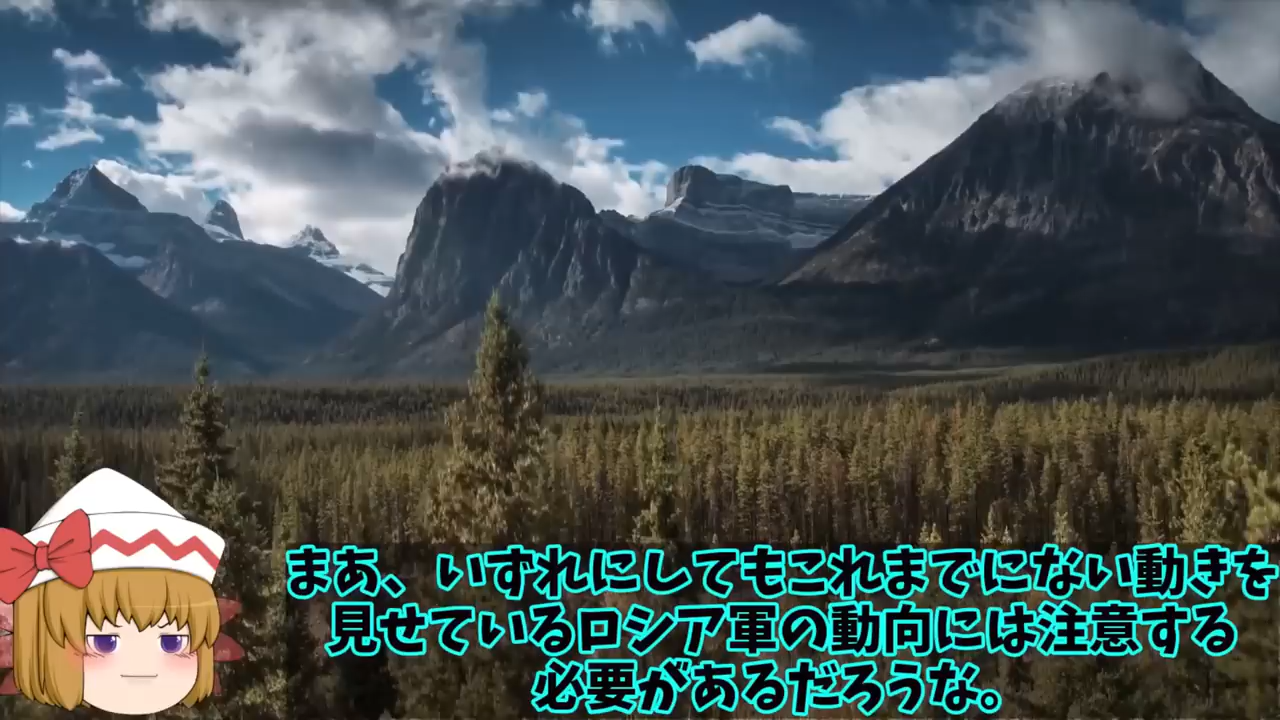 まあ、いずれにしてもこれまでにない動きを
見せているロシア軍の動向には注意する
必要があるだろうな。